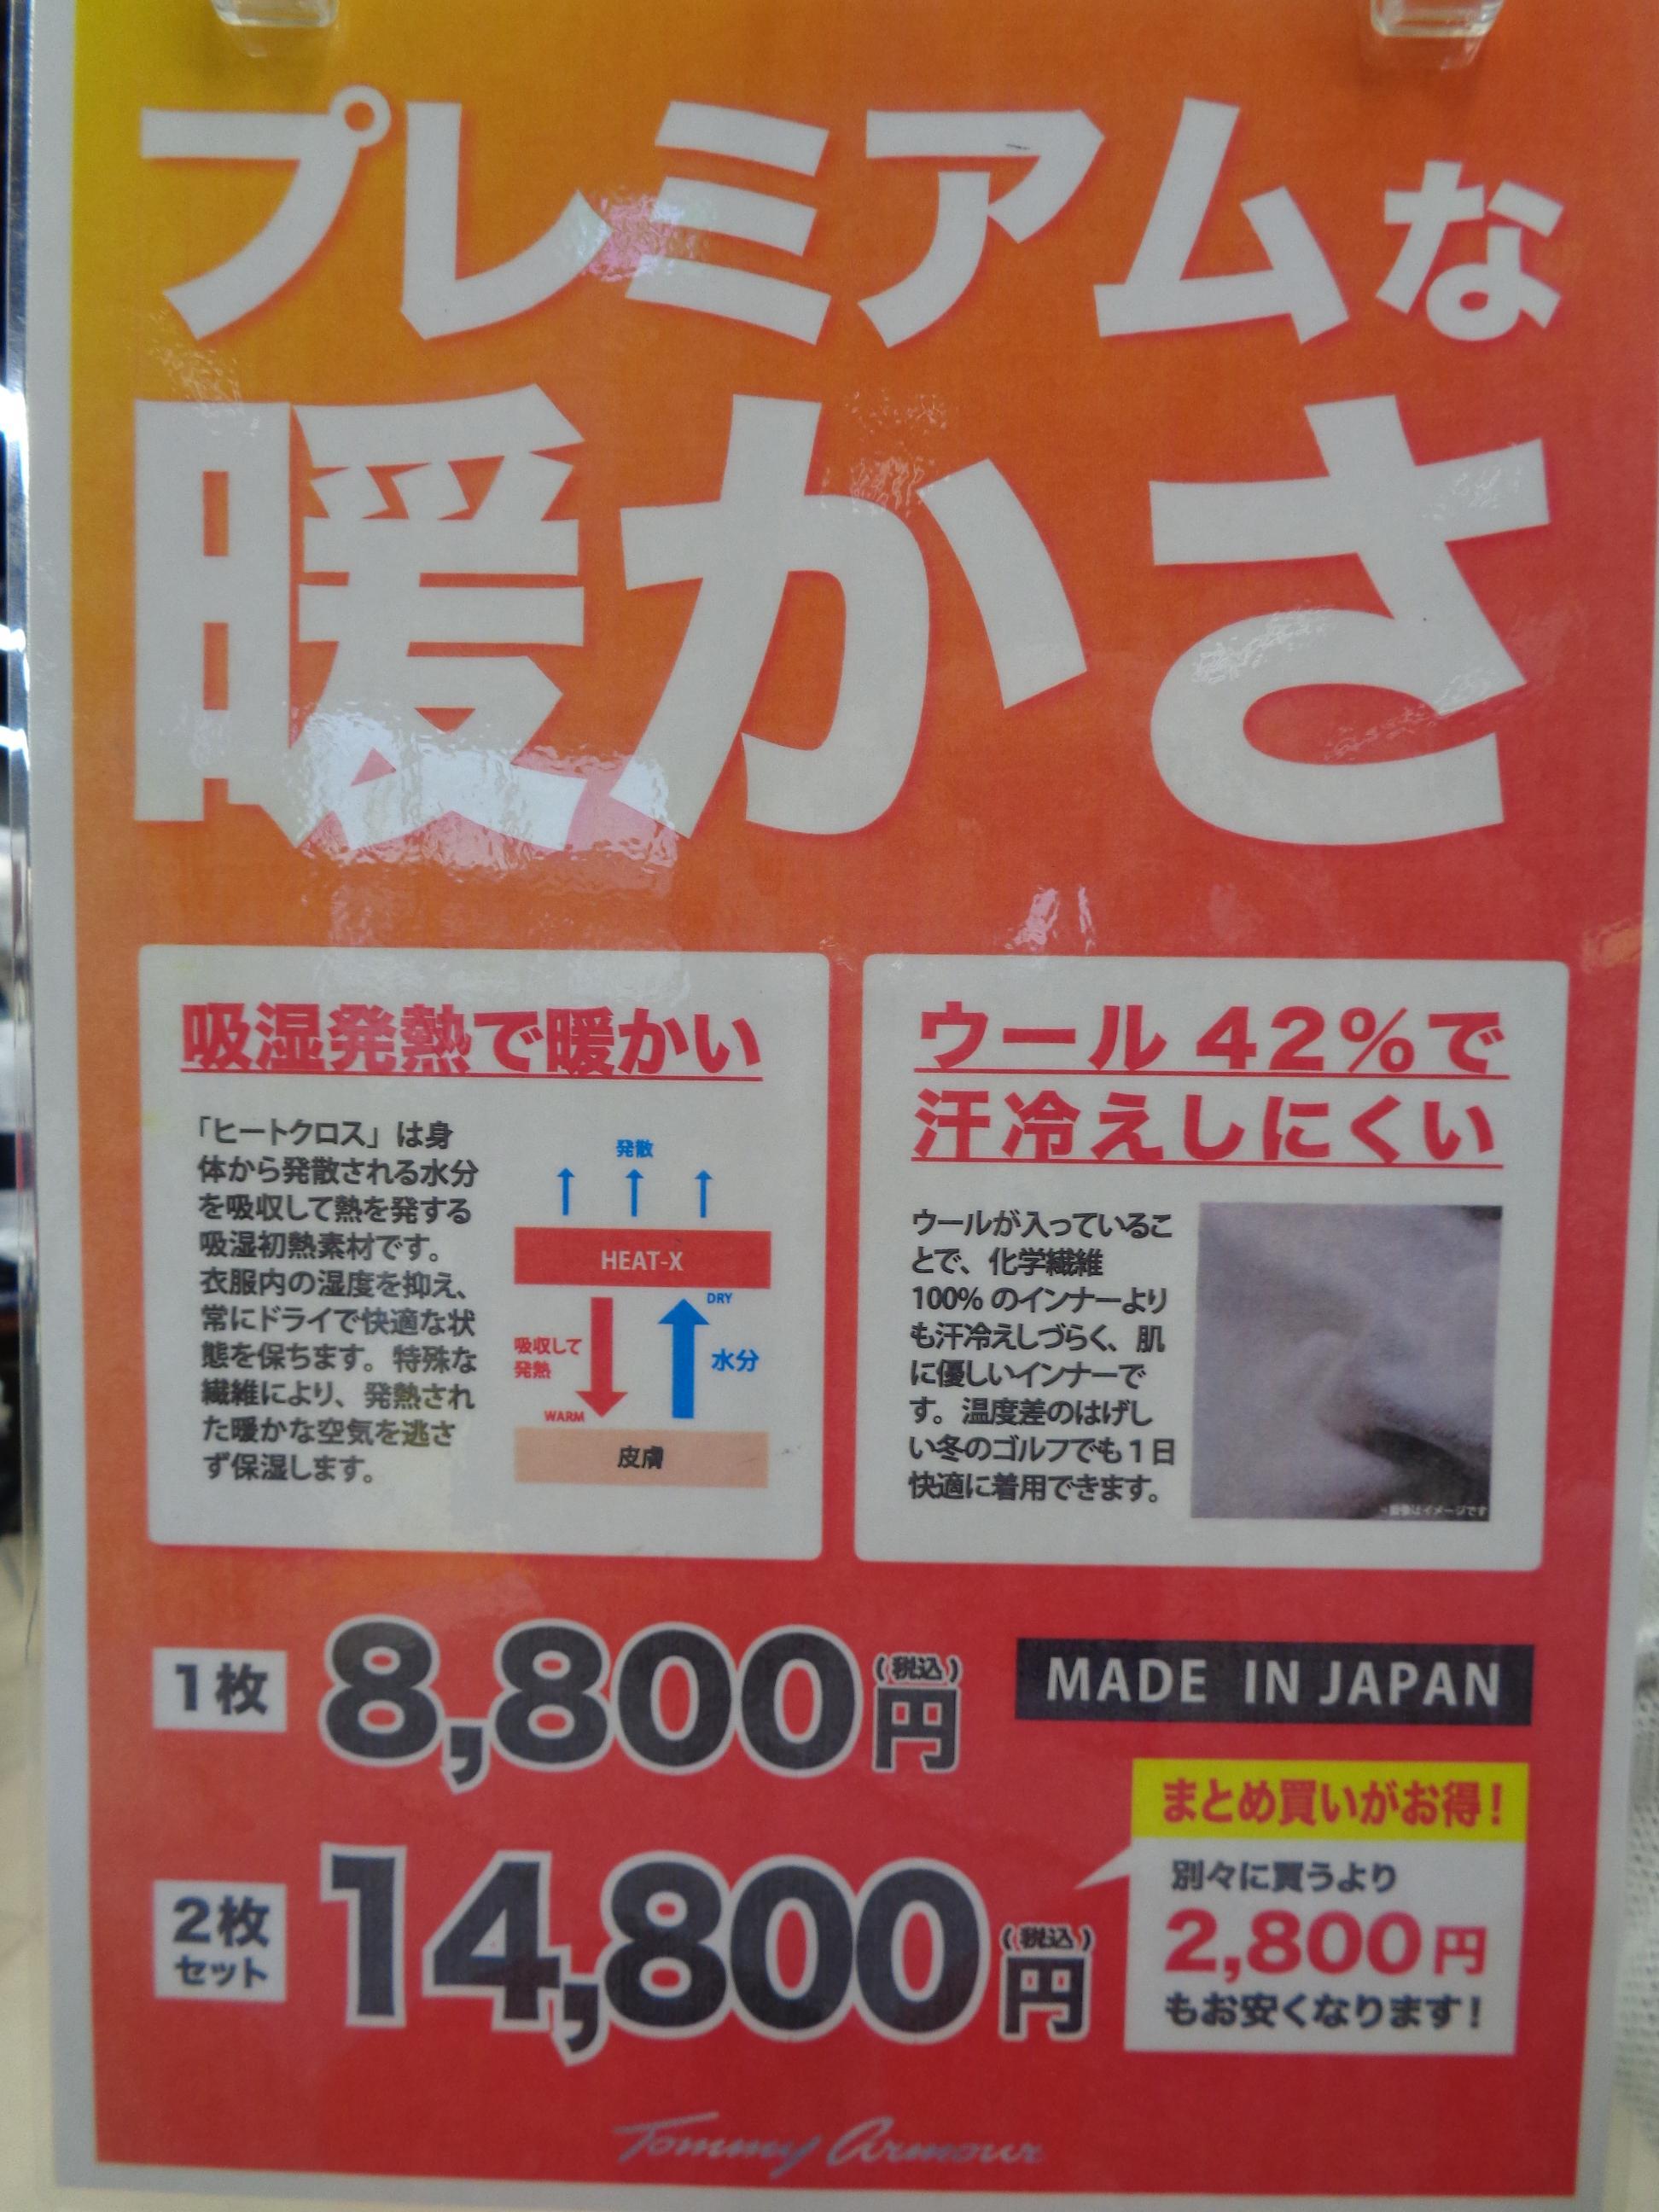 プレミアムな
暖かさ
吸湿発熱で暖かい
「ヒートクロス」は身
体から発散される水分
を吸収して熱を発する
吸湿初熱素材です。
衣服内の湿度を抑え、
常にドライで快適な状
態を保ちます。特殊な
繊維により、発熱され
た暖かな空気を逃さ
ず保湿します。
発散
HEAT-X
DRY
吸収して
発熱
水分
WARM
皮膚
ウール 42%で
汗冷えしにくい
ウールが入っているこ
とで、化学繊維
100% のインナーより
も汗冷えしづらく、肌
に優しいインナーで
す。温度差のはげし
い冬のゴルフでも1日
快適に着用できます。
※画像はイメージです
1枚
8,800円
(税込)
MADE IN JAPAN
2枚
セット
14,800円
(税込)
まとめ買いがお得!
別々に買うより
2,800円
もお安くなります!
Tommy Armour